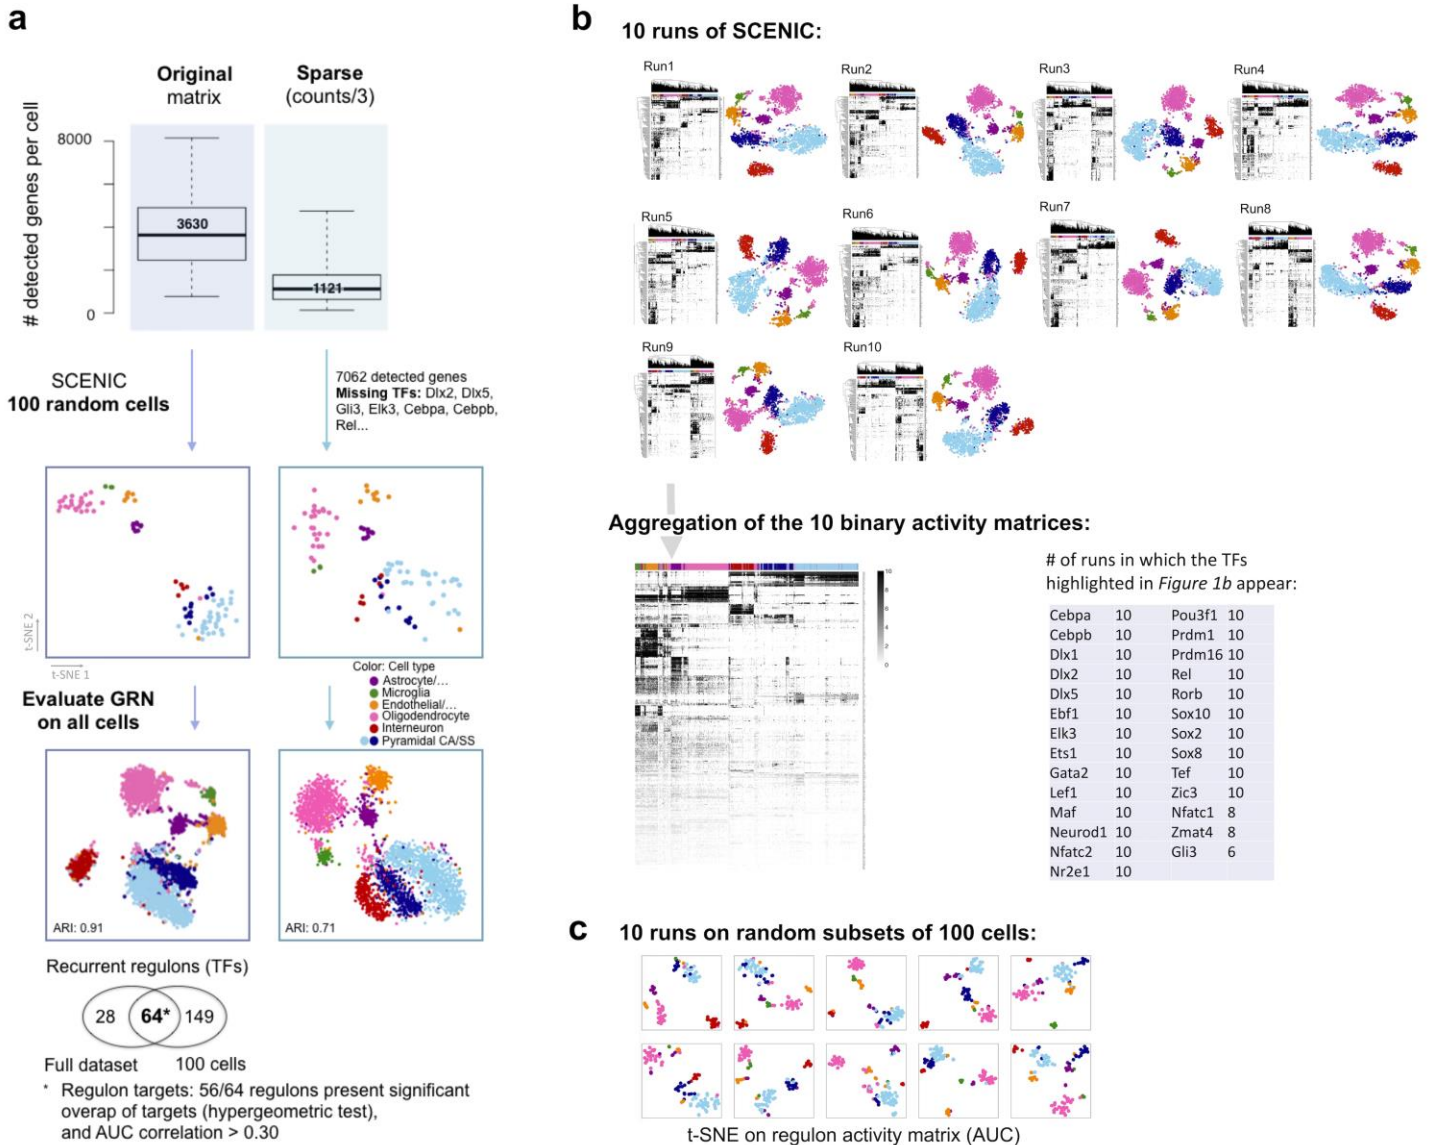 a
Original
matrix
Sparse
(counts/3)
# detected genes per cell
8000
0
3630
1121
SCENIC
100 random cells
7062 detected genes
Missing TFs: Dlx2, Dlx5,
Gli3, Elk3, Cebpa, Cebpb,
Rel...
t-SNE 2
t-SNE 1
Evaluate GRN
on all cells
Color: Cell type
Astrocyte/...
Microglia
Endothelial/...
Oligodendrocyte
Interneuron
Pyramidal CA/SS
ARI: 0.91
ARI: 0.71
Recurrent regulons (TFs)
28
64*
149
Full dataset
100 cells
* Regulon targets: 56/64 regulons present significant
overap of targets (hypergeometric test),
and AUC correlation > 0.30
b
10 runs of SCENIC:
Run1
Run2
Run3
Run4
Run5
Run6
Run7
Run8
Run9
Run10
Aggregation of the 10 binary activity matrices:
10
8
6
4
2
0
# of runs in which the TFs
highlighted in Figure 1b appear:
Cebpa 10 Pou3f1 10
Cebpb 10 Prdm1 10
Dlx1 10 Prdm16 10
Dlx2 10 Rel 10
Dlx5 10 Rorb 10
Ebf1 10 Sox10 10
Elk3 10 Sox2 10
Ets1 10 Sox8 10
Gata2 10 Tef 10
Lef1 10 Zic3 10
Maf 10 Nfatc1 8
Neurod1 10 Zmat4 8
Nfatc2 10 Gli3 6
Nr2e1 10
c
10 runs on random subsets of 100 cells:
t-SNE on regulon activity matrix (AUC)